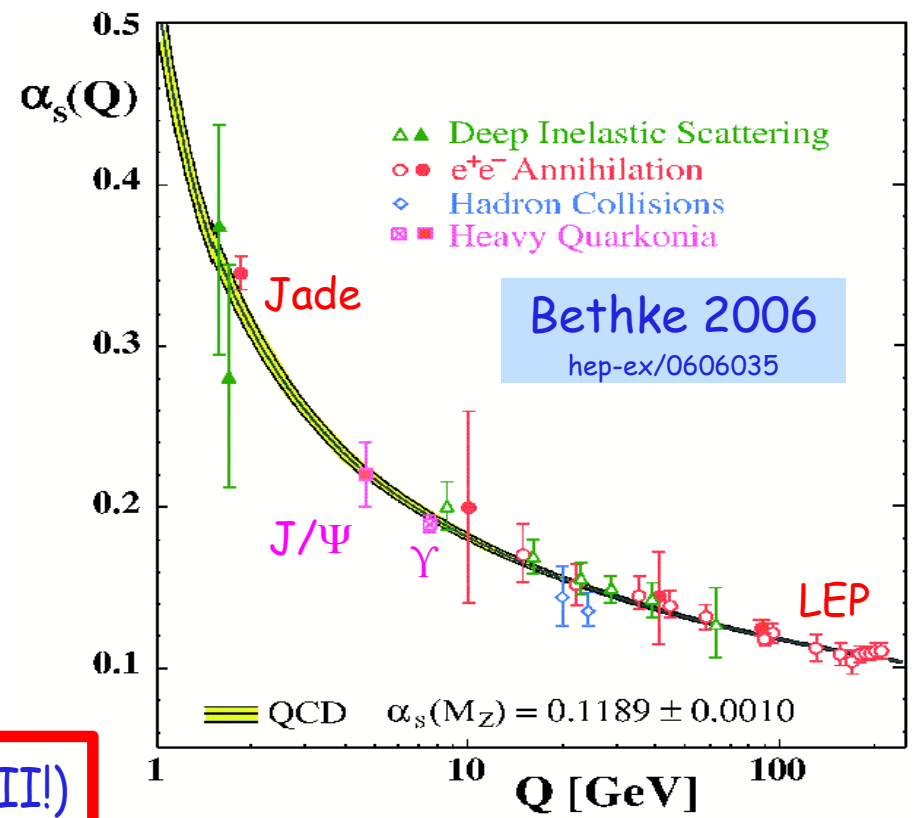 0.5
αs(Q)
△▲ Deep Inelastic Scattering
○● e⁺e⁻ Annihilation
◇ Hadron Collisions
⊠■ Heavy Quarkonia
0.4
Jade
Bethke 2006
hep-ex/0606035
0.3
0.2
J/Ψ
ϒ
LEP
0.1
QCD αs(MZ) = 0.1189 ± 0.0010
II!)
1
10
100
Q [GeV]